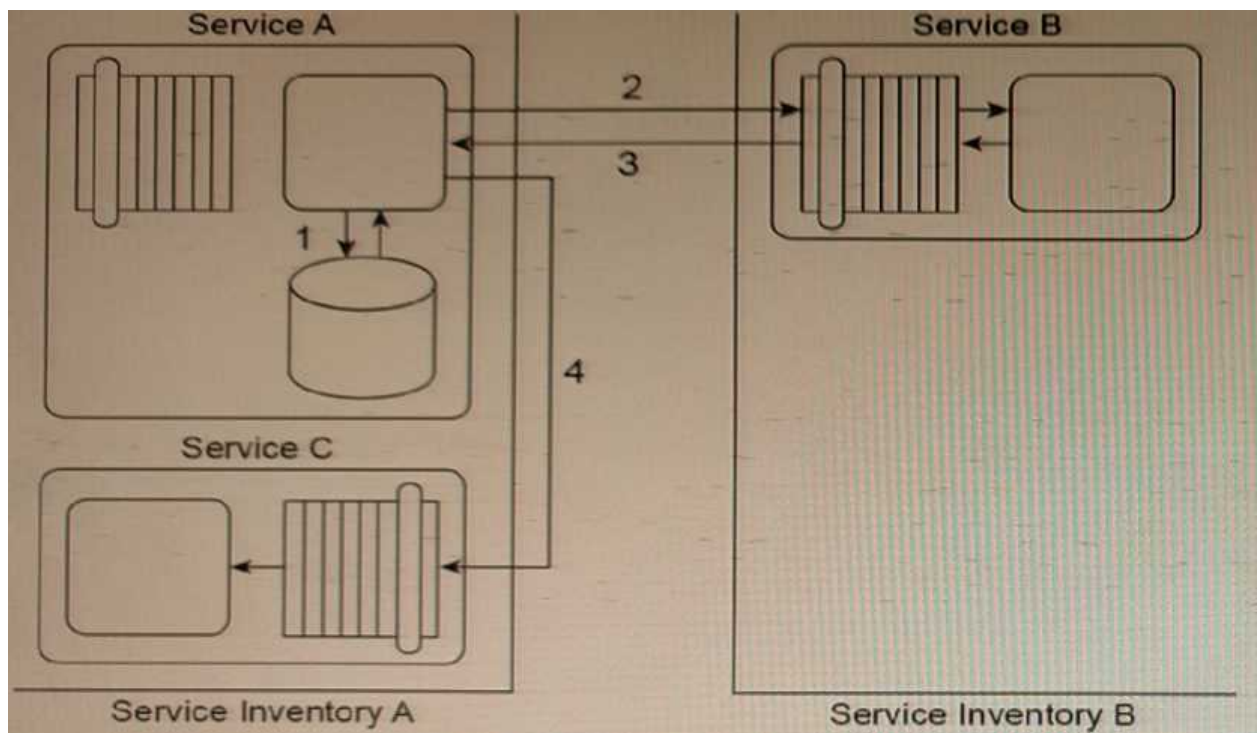 Service A
Service B
2
3
1
4
Service C
Service Inventory A
Service Inventory B